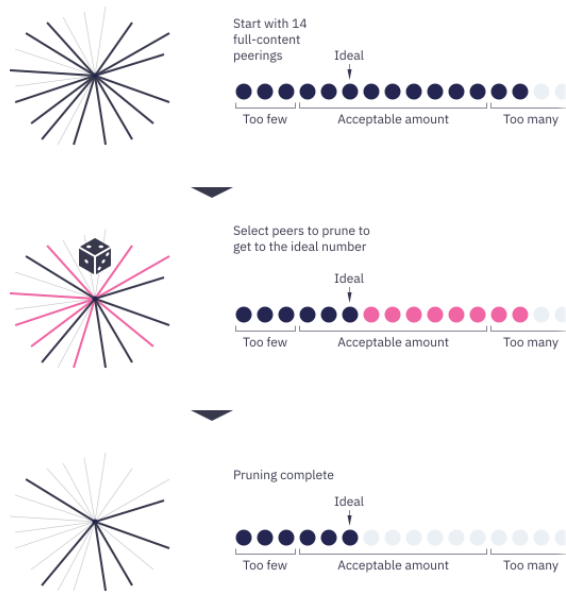 Start with 14
full-content
peerings
Ideal
Too few
Acceptable amount
Too many
Select peers to prune to
get to the ideal number
Ideal
Too few
Acceptable amount
Too many
Pruning complete
Ideal
Too few
Acceptable amount
Too many